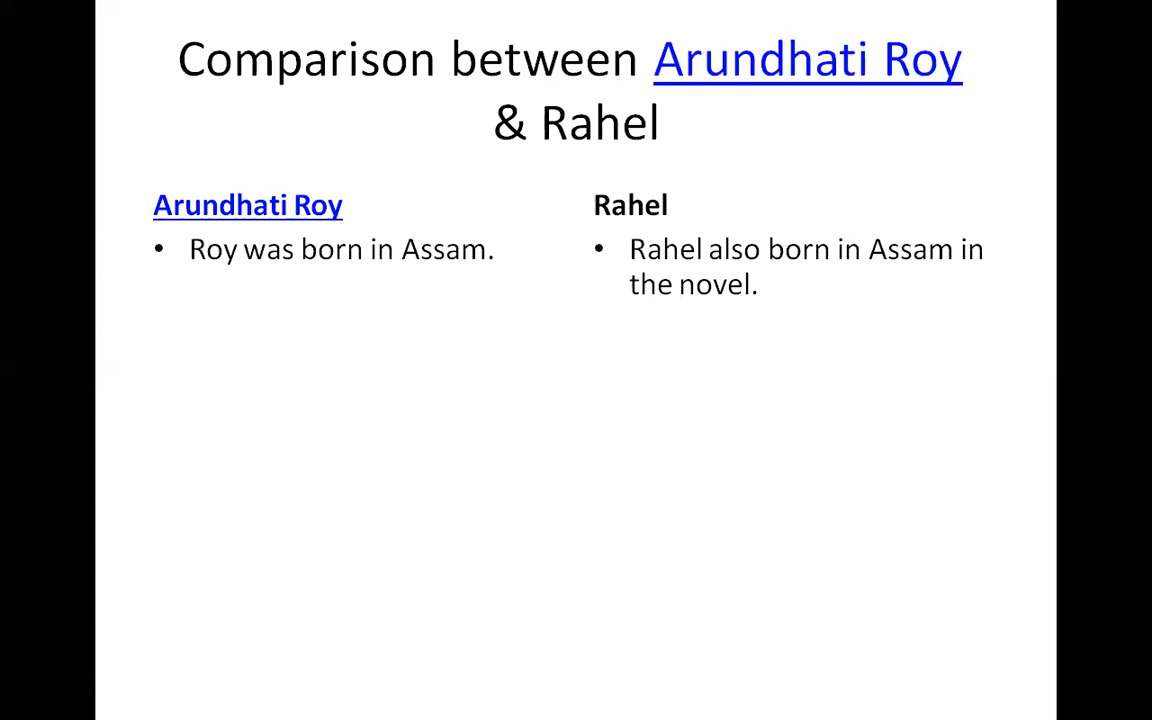 Comparison between Arundhati Roy
& Rahel
Arundhati Roy
• Roy was born in Assam.
Rahel
• Rahel also born in Assam in
the novel.